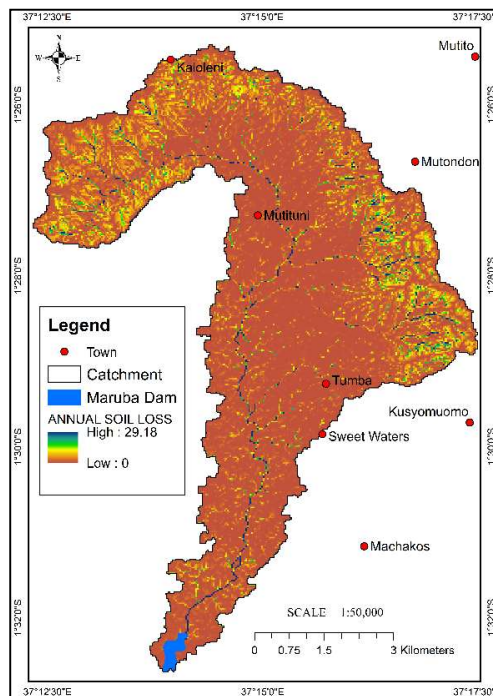 37°12'30"E 37°15'0"E 37°17'30"E
N
W E
S
Mutito
Kaioleni
1°26'0"S 1°26'0"S
Mutondon
Mutituni
1°28'0"S 1°28'0"S
Legend
Town
Catchment
Maruba Dam
ANNUAL SOIL LOSS
High : 29.18
Low : 0
Tumba
Kusyomuomo
Sweet Waters
1°30'0"S 1°30'0"S
Machakos
SCALE 1:50,000
1°32'0"S 1°32'0"S
0 0.75 1.5 3 Kilometers
37°12'30"E 37°15'0"E 37°17'30"E